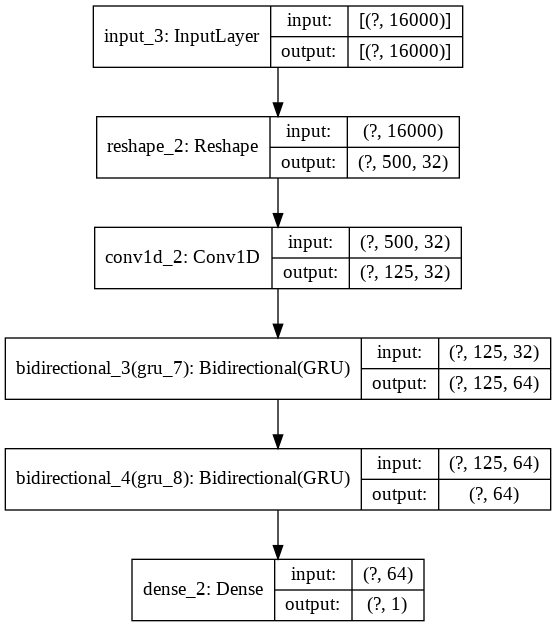 input_3: InputLayer
input: [(?, 16000)]
output: [(?, 16000)]
reshape_2: Reshape
input: (?, 16000)
output: (?, 500, 32)
conv1d_2: Conv1D
input: (?, 500, 32)
output: (?, 125, 32)
bidirectional_3(gru_7): Bidirectional(GRU)
input: (?, 125, 32)
output: (?, 125, 64)
bidirectional_4(gru_8): Bidirectional(GRU)
input: (?, 125, 64)
output: (?, 64)
dense_2: Dense
input: (?, 64)
output: (?, 1)